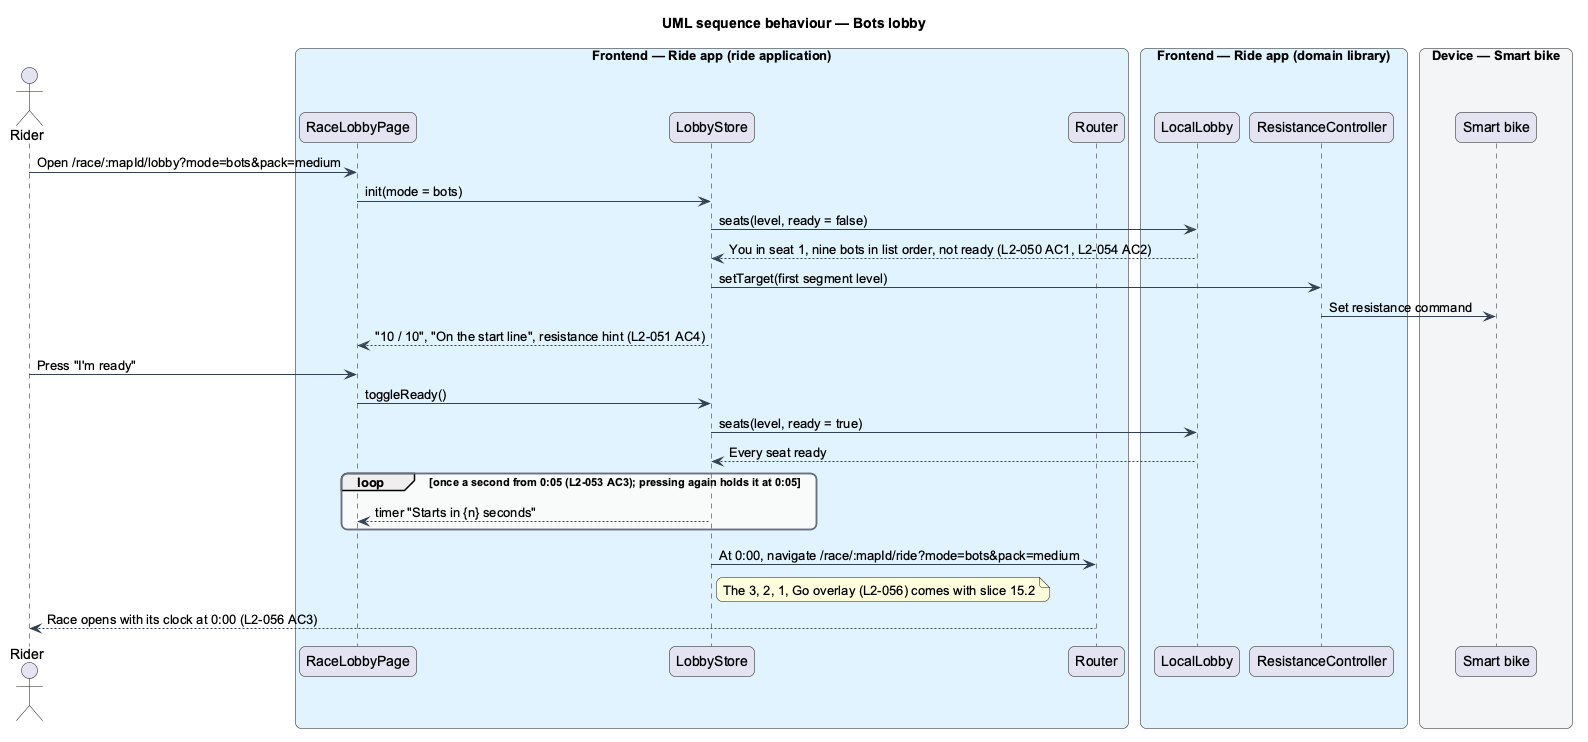 UML sequence behaviour — Bots lobby
Frontend — Ride app (ride application)
Frontend — Ride app (domain library)
Device — Smart bike
Rider
RaceLobbyPage
LobbyStore
Router
LocalLobby
ResistanceController
Smart bike
Open /race/:mapId/lobby?mode=bots&pack=medium
init(mode = bots)
seats(level, ready = false)
You in seat 1, nine bots in list order, not ready (L2-050 AC1, L2-054 AC2)
setTarget(first segment level)
Set resistance command
"10 / 10", "On the start line", resistance hint (L2-051 AC4)
Press "I'm ready"
toggleReady()
seats(level, ready = true)
Every seat ready
loop
[once a second from 0:05 (L2-053 AC3); pressing again holds it at 0:05]
timer "Starts in {n} seconds"
At 0:00, navigate /race/:mapId/ride?mode=bots&pack=medium
The 3, 2, 1, Go overlay (L2-056) comes with slice 15.2
Race opens with its clock at 0:00 (L2-056 AC3)
Rider
RaceLobbyPage
LobbyStore
Router
LocalLobby
ResistanceController
Smart bike